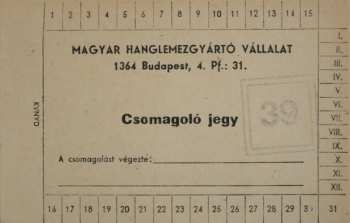 1 2 3 4 5 6 7 8 9 10 11 12 13 14 15
MAGYAR HANGLEMEZGYÁRTÓ VÁLLALAT
1364 Budapest, 4. Pf.: 31.
Csomagoló jegy
39
A csomagolást végezte:
I.
II.
III.
IV.
V.
VI.
VII.
VIII.
IX.
X.
XI.
XII.
16 17 18 19 20 21 22 23 24 25 26 27 28 29 30 31